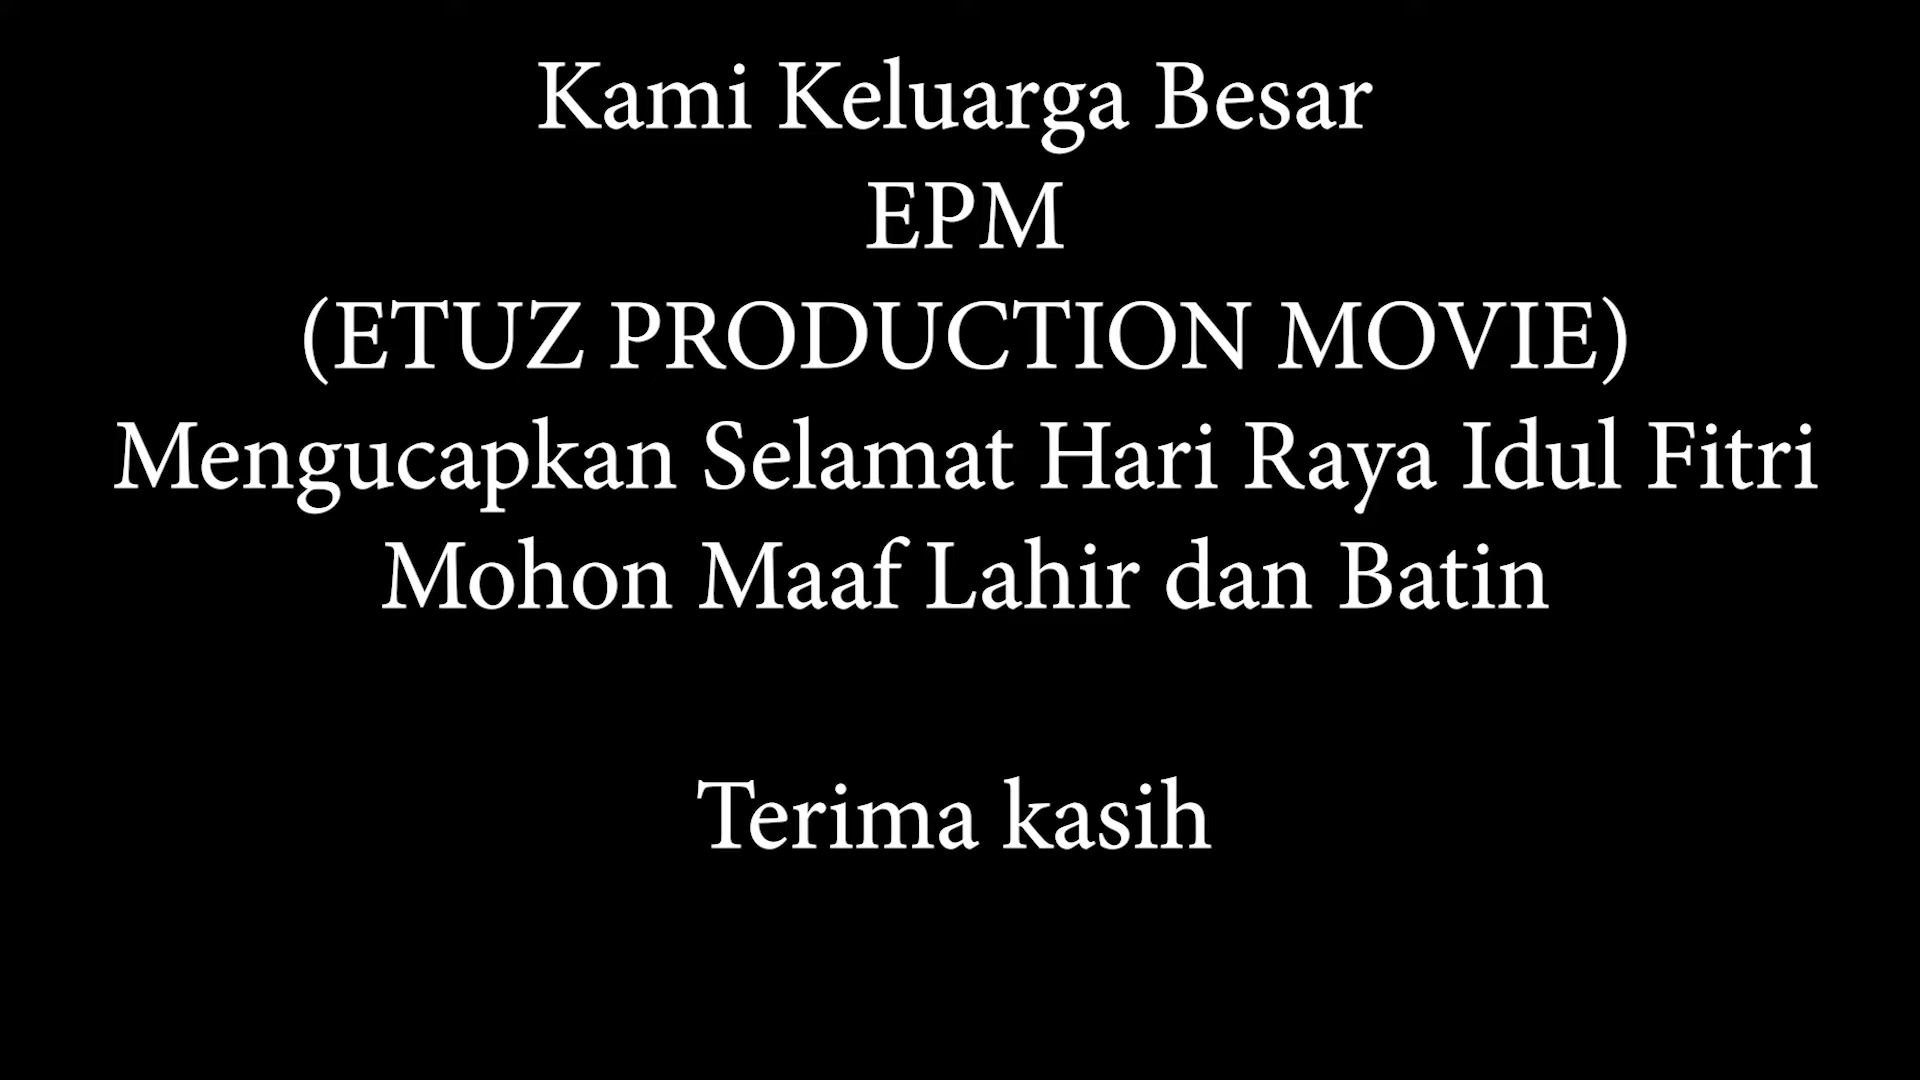 Kami Keluarga Besar
EPM
(ETUZ PRODUCTION MOVIE)
Mengucapkan Selamat Hari Raya Idul Fitri
Mohon Maaf Lahir dan Batin
Terima kasih